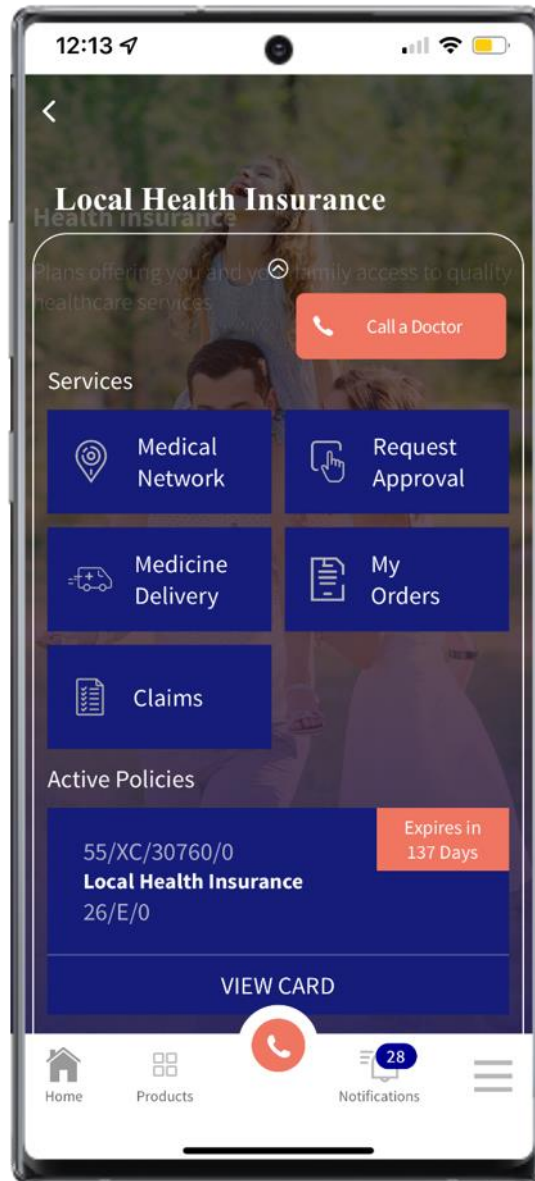 12:13
Local Health Insurance
Health insurance
Plans offering you and your family access to quality
healthcare services
Call a Doctor
Services
Medical
Network
Request
Approval
Medicine
Delivery
My
Orders
Claims
Active Policies
Expires in
137 Days
55/XC/30760/0
Local Health Insurance
26/E/0
VIEW CARD
28
Home
Products
Notifications